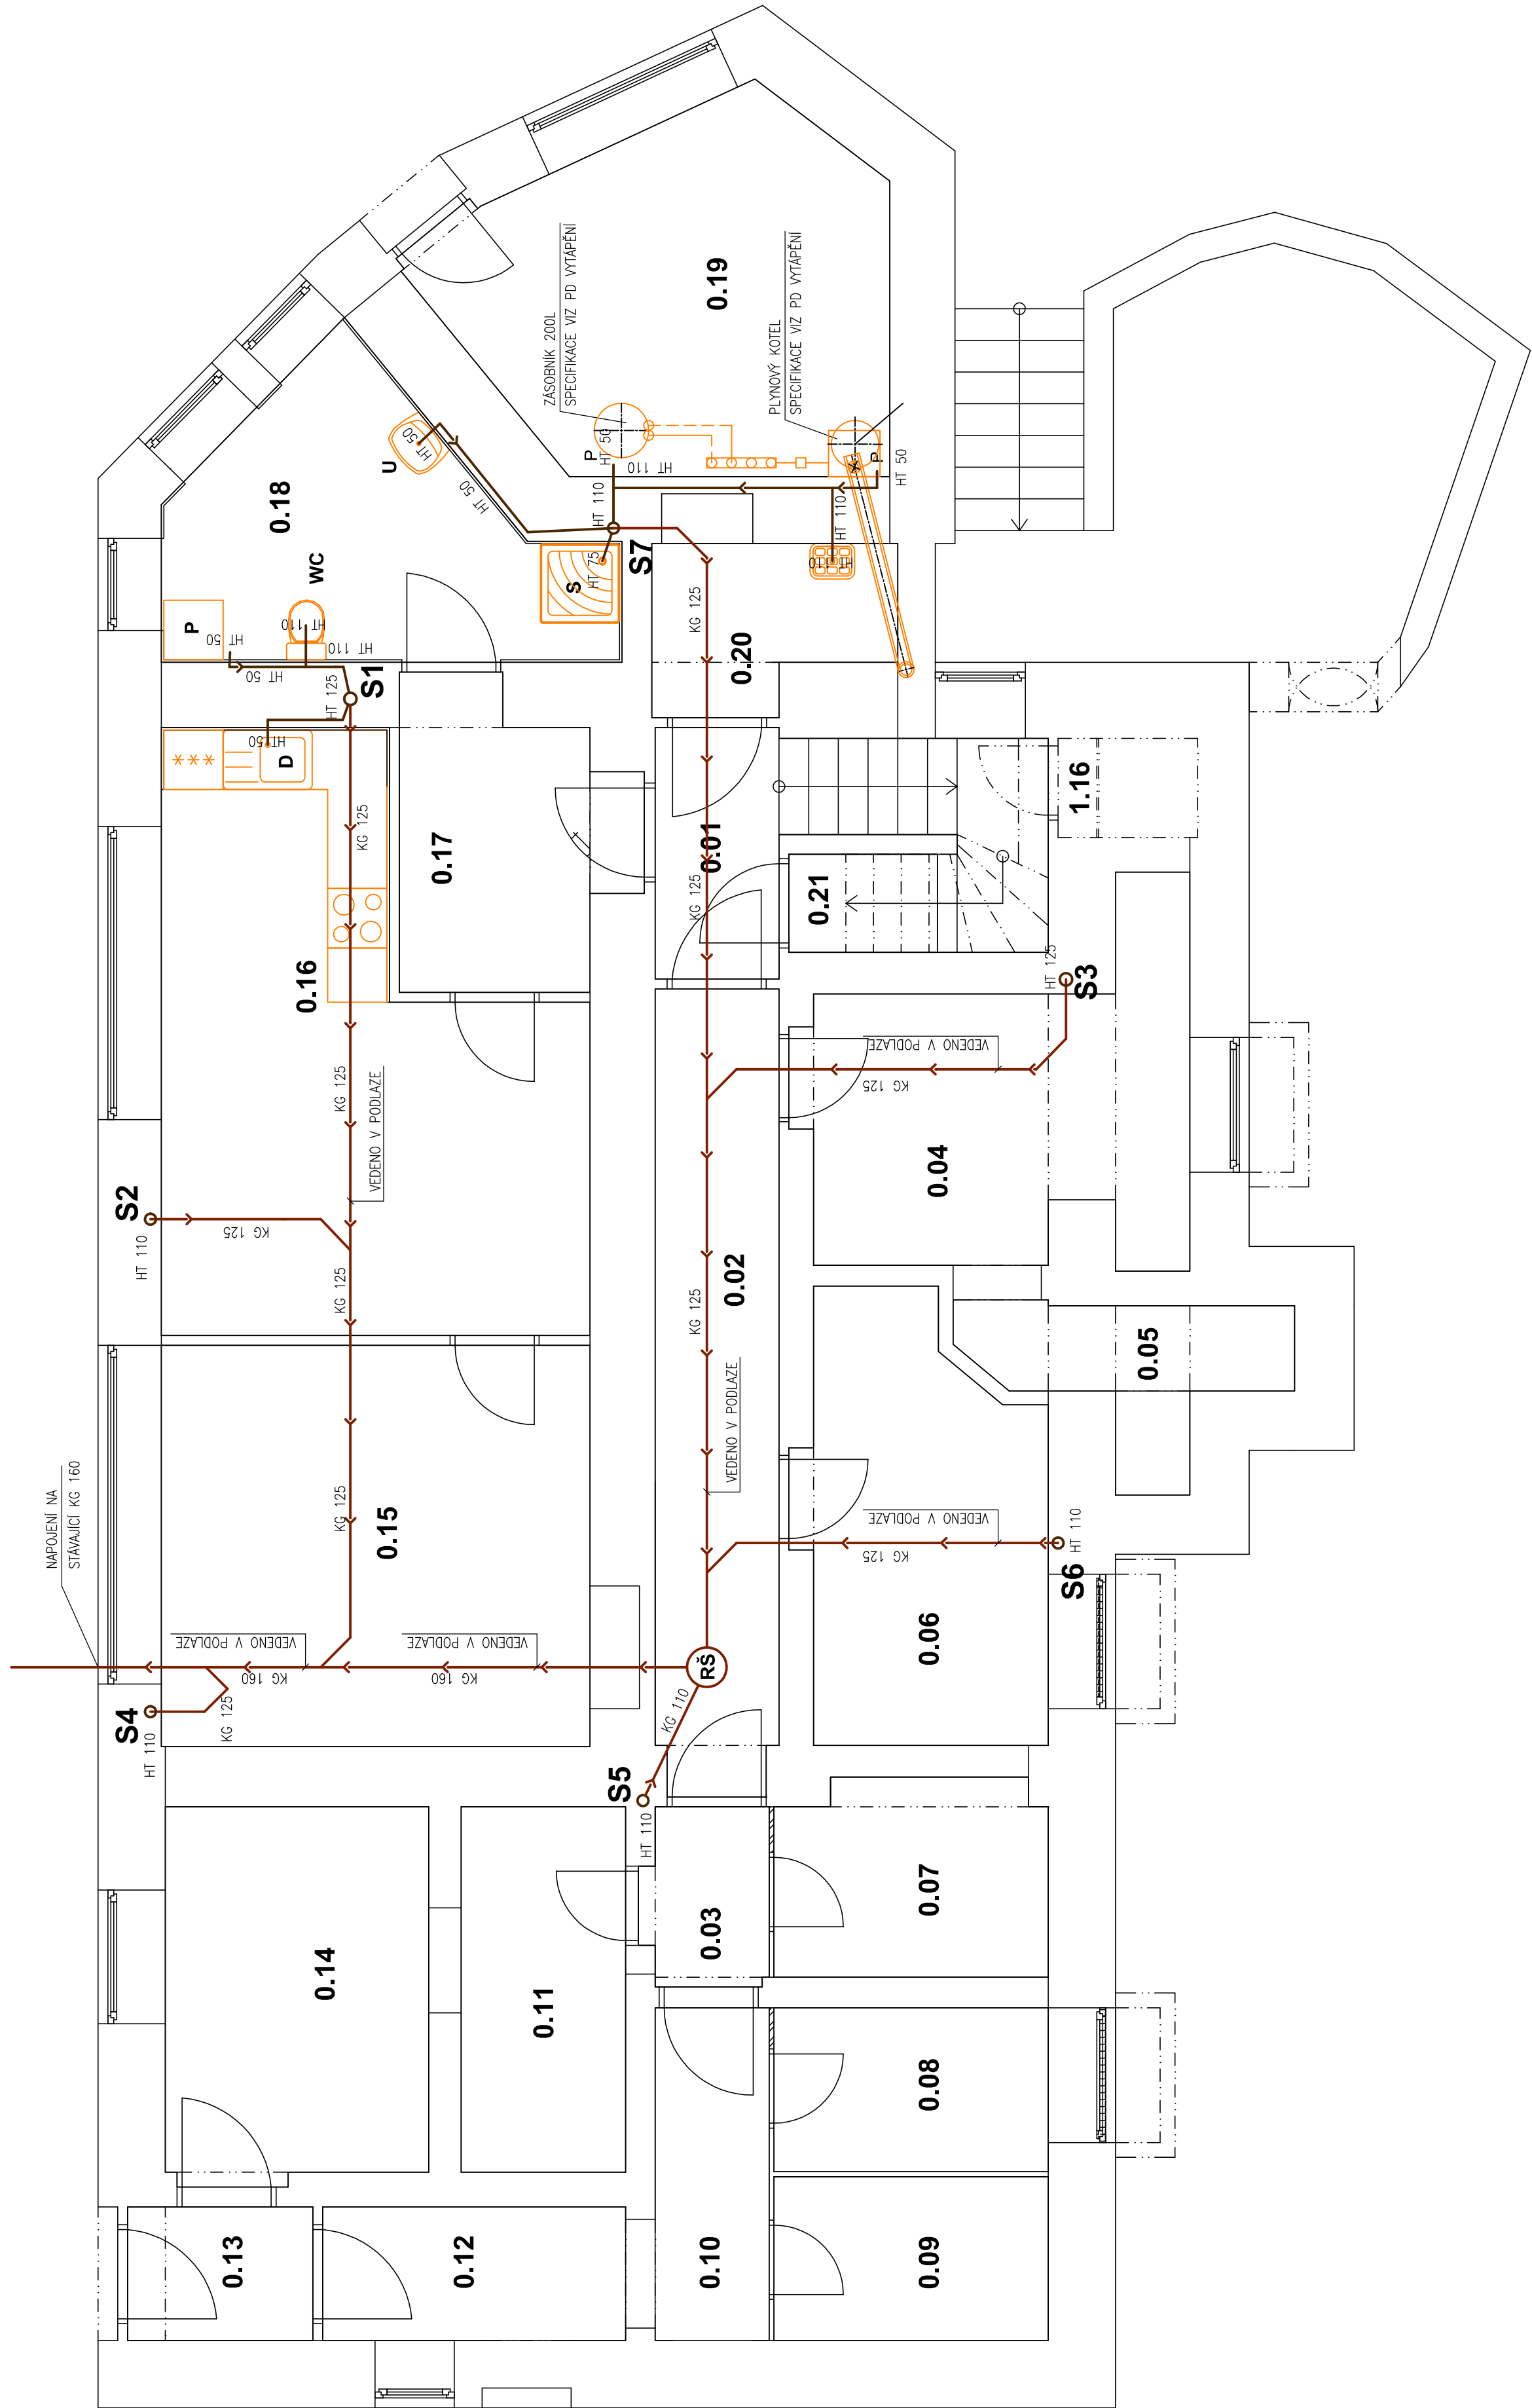 NAPOJENÍ NA
STÁVAJÍCÍ KG 160
S4
HT 110
KG 125
VEDENO V PODLAZE
KG 160
VEDENO V PODLAZE
KG 160
S2
HT 110
KG 125
KG 125
KG 125
VEDENO V PODLAZE
KG 125
KG 125
0.15
0.16
0.17
0.18
***
D
HT 50
HT 125
S1
HT 50
HT 50
P
WC
HT 110
HT 110
U
HT 50
HT 50
S
HT 75
S7
HT 110
P
HT 50
HT 110
ZÁSOBNÍK 200L
SPECIFIKACE VIZ PD VYTÁPĚNÍ
0.19
PLYNOVÝ KOTEL
SPECIFIKACE VIZ PD VYTÁPĚNÍ
P
HT 50
HT 110
HT 110
KG 125
0.20
0.01
KG 125
0.21
1.16
HT 125
S3
VEDENO V PODLAZE
KG 125
0.04
0.02
KG 125
VEDENO V PODLAZE
0.05
VEDENO V PODLAZE
KG 125
HT 110
S6
0.06
RŠ
KG 110
S5
HT 110
0.03
0.07
0.08
0.09
0.10
0.11
0.12
0.13
0.14